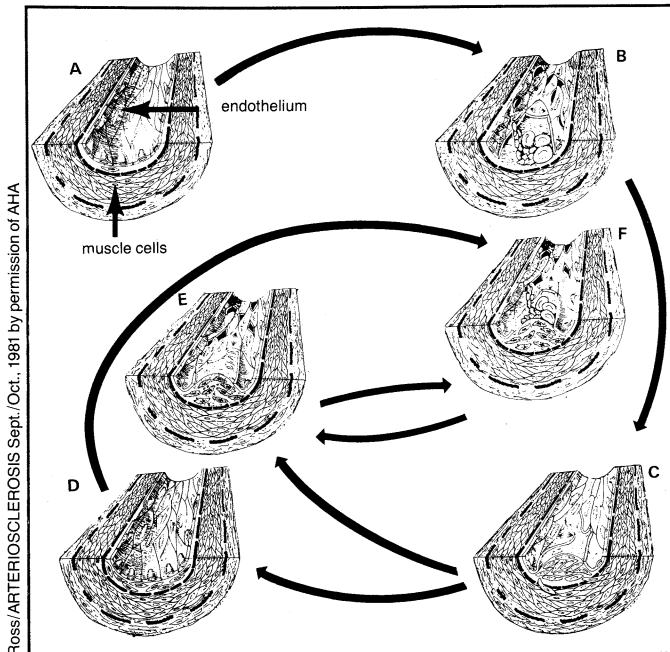 A
endothelium
muscle cells
B
F
E
D
C
Ross/ARTERIOSCLEROSIS Sept./Oct., 1981 by permission of AHA